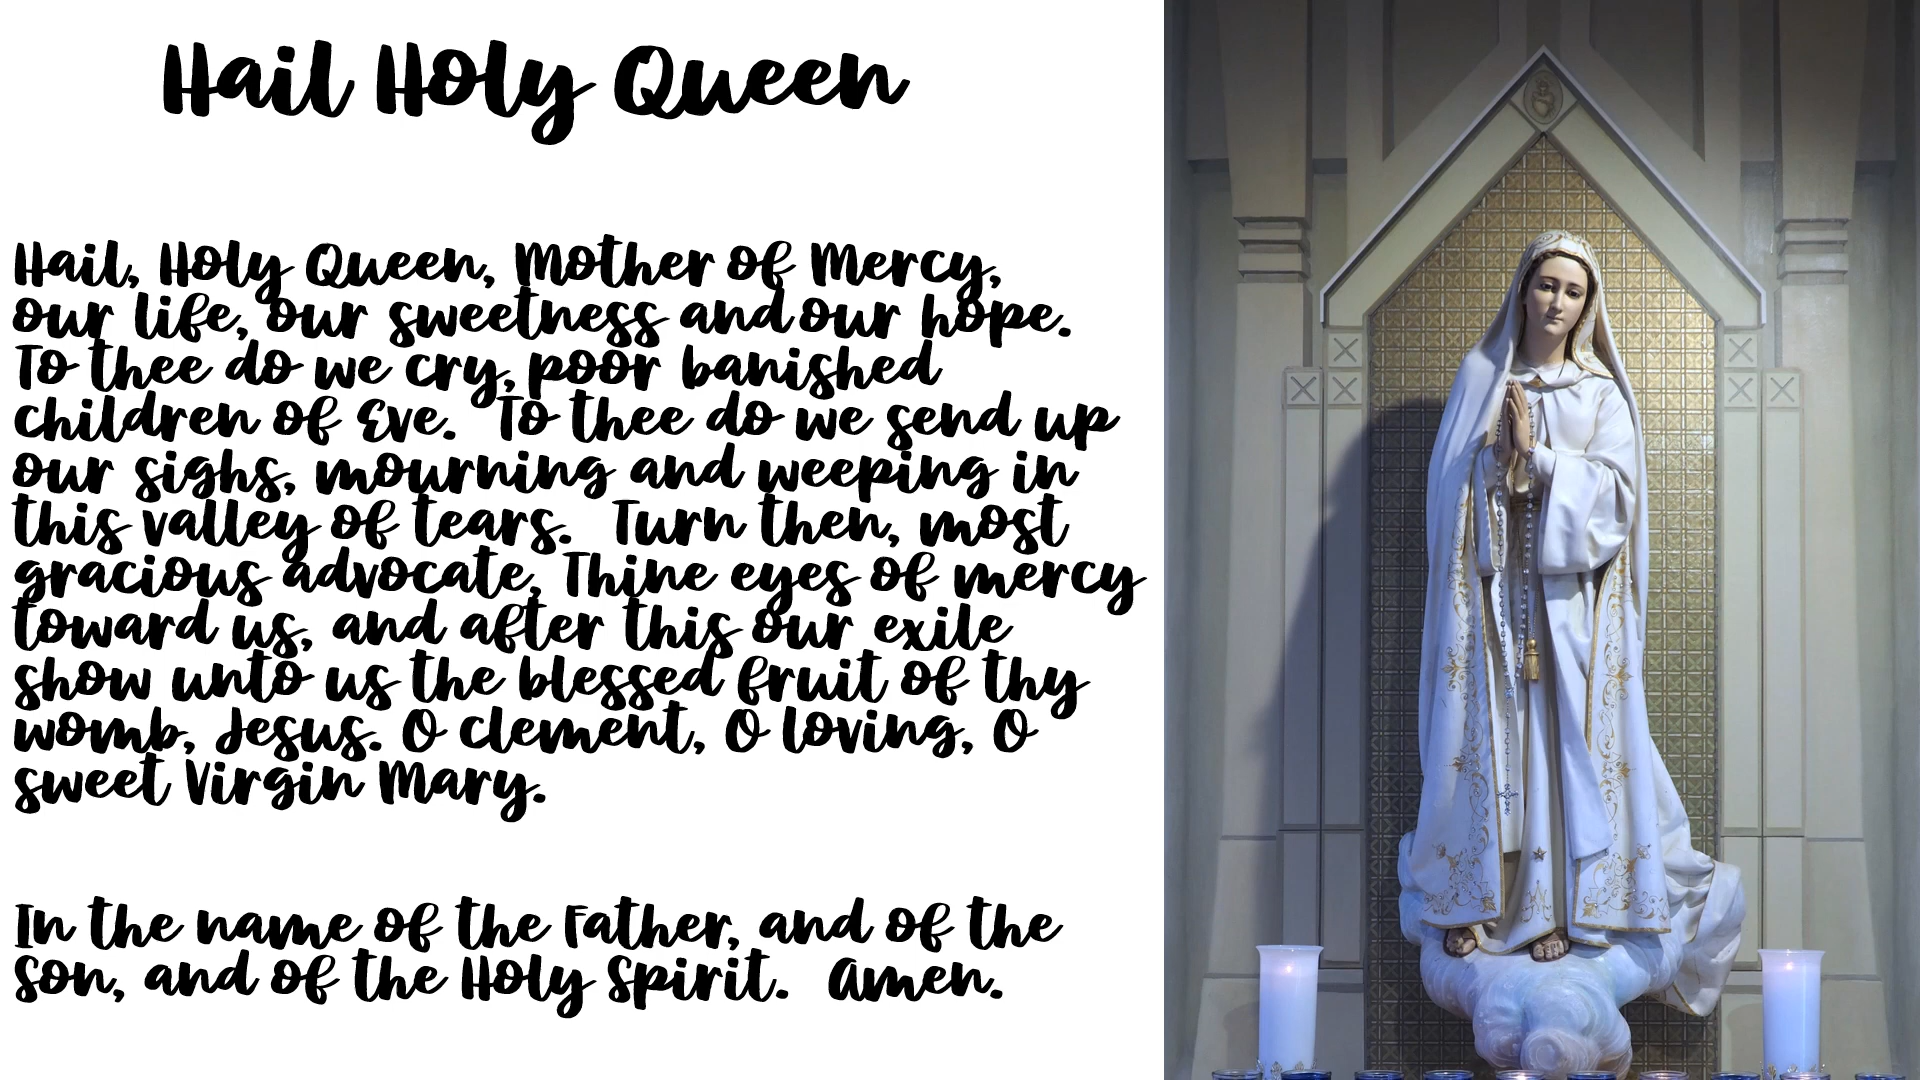 Hail Holy Queen
Hail, Holy Queen, Mother of Mercy,
our life, our sweetness and our hope.
To thee do we cry, poor banished
children of Eve.  To thee do we send up
our sighs, mourning and weeping in
this valley of tears.  Turn then, most
gracious advocate, Thine eyes of mercy
toward us, and after this our exile
show unto us the blessed fruit of thy
womb, Jesus. O clement, O loving, O
sweet Virgin Mary.
In the name of the Father, and of the
Son, and of the Holy Spirit.  Amen.